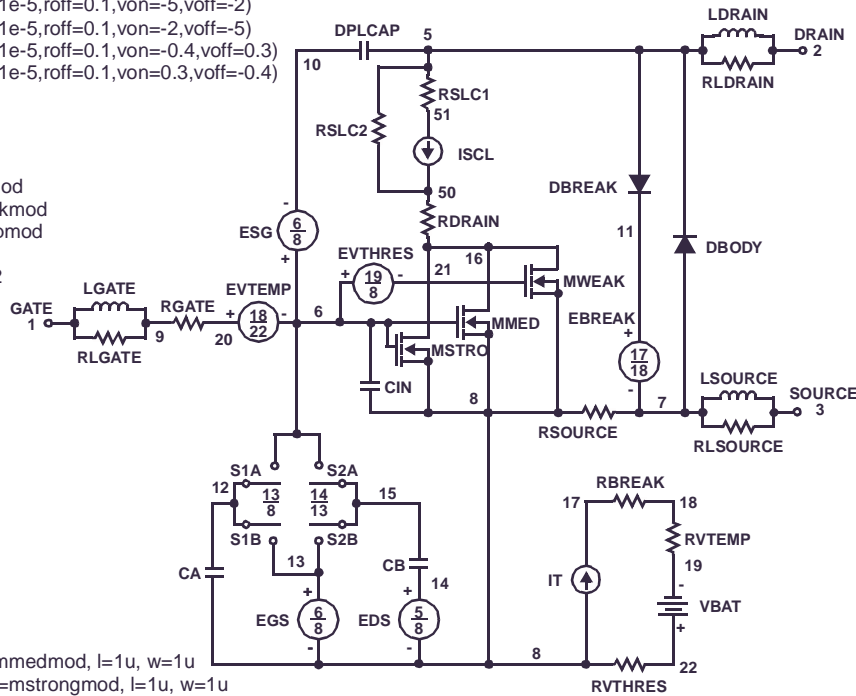 1e-5,roff=0.1,von=-5,voff=-2)
1e-5,roff=0.1,von=-2,voff=-5)
1e-5,roff=0.1,von=-0.4,voff=0.3)
1e-5,roff=0.1,von=0.3,voff=-0.4)
od
kmod
omod
LDRAIN
DPLCAP 5 DRAIN
2
10
RLDRAIN
RSLC1
51
RSLC2
ISCL
50
DBREAK
-
RDRAIN
ESG 6/8
11
DBODY
+
EVTHRES 16
+ 19/8 - 21
MWEAK
LGATE EVTEMP
GATE RGATE + 18/22 - 6
EBREAK
1
MMED
+
9 20
MSTRO
17/18
RLGATE
-
LSOURCE
CIN
8 7 SOURCE
3
RSOURCE
RLSOURCE
S1A S2A
12 13/8 14/13 15
RBREAK
17 18
S1B S2B
RVTEMP
13
CA CB 19
IT
+ + 14 -
VBAT
EGS 6/8 EDS 5/8
+
- -
8 22
RVTHRES
mmedmod, l=1u, w=1u
=mstrongmod, l=1u, w=1u